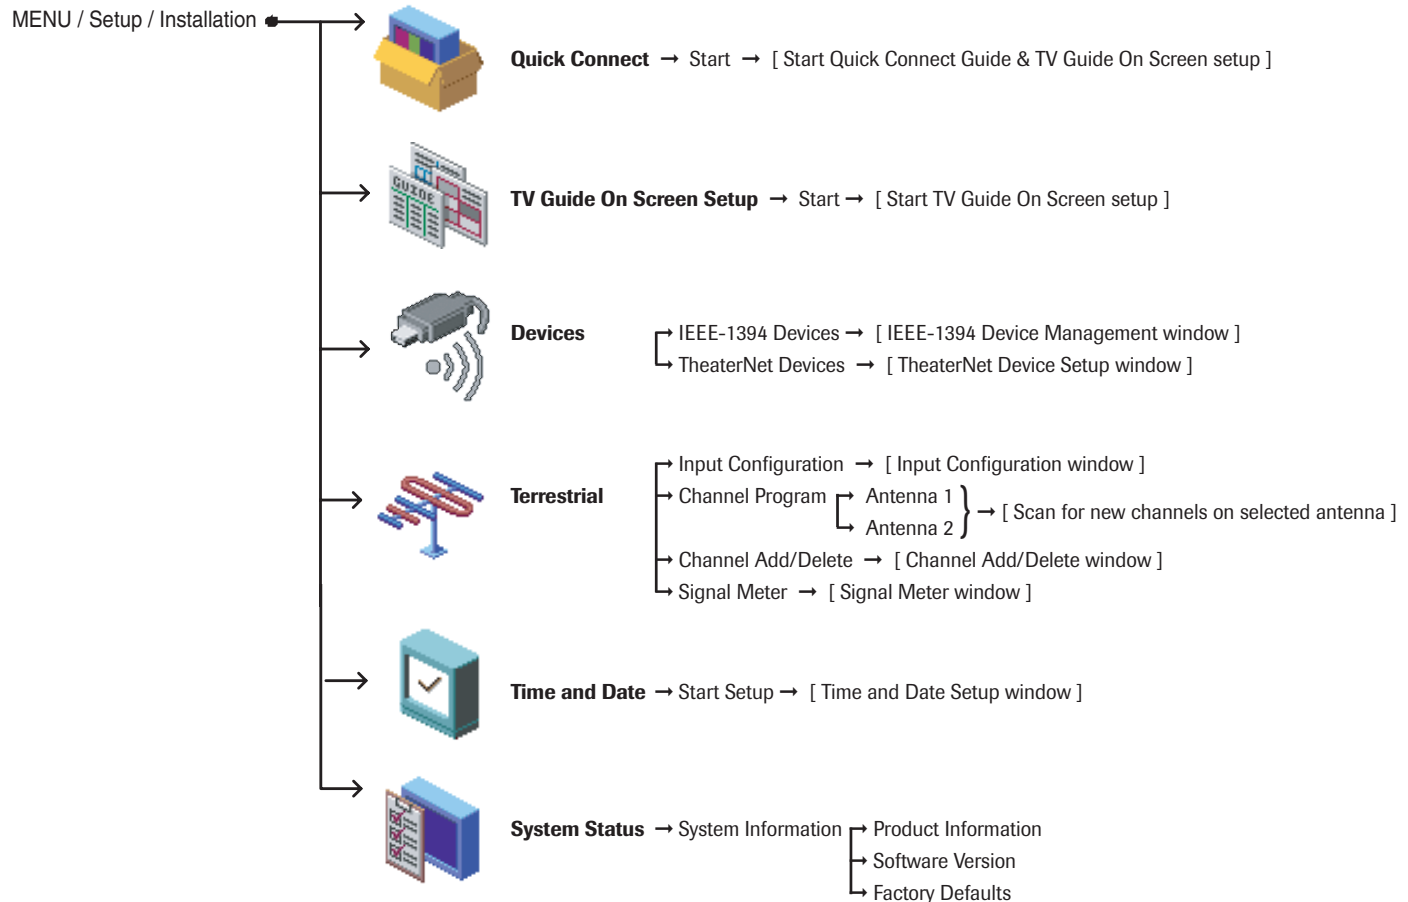 MENU / Setup / Installation
Quick Connect → Start → [ Start Quick Connect Guide & TV Guide On Screen setup ]
GUIDE
TV Guide On Screen Setup → Start → [ Start TV Guide On Screen setup ]
Devices
IEEE-1394 Devices → [ IEEE-1394 Device Management window ]
TheaterNet Devices → [ TheaterNet Device Setup window ]
Terrestrial
Input Configuration → [ Input Configuration window ]
Channel Program → Antenna 1
→ Antenna 2
→ [ Scan for new channels on selected antenna ]
Channel Add/Delete → [ Channel Add/Delete window ]
Signal Meter → [ Signal Meter window ]
Time and Date → Start Setup → [ Time and Date Setup window ]
System Status → System Information → Product Information
→ Software Version
→ Factory Defaults